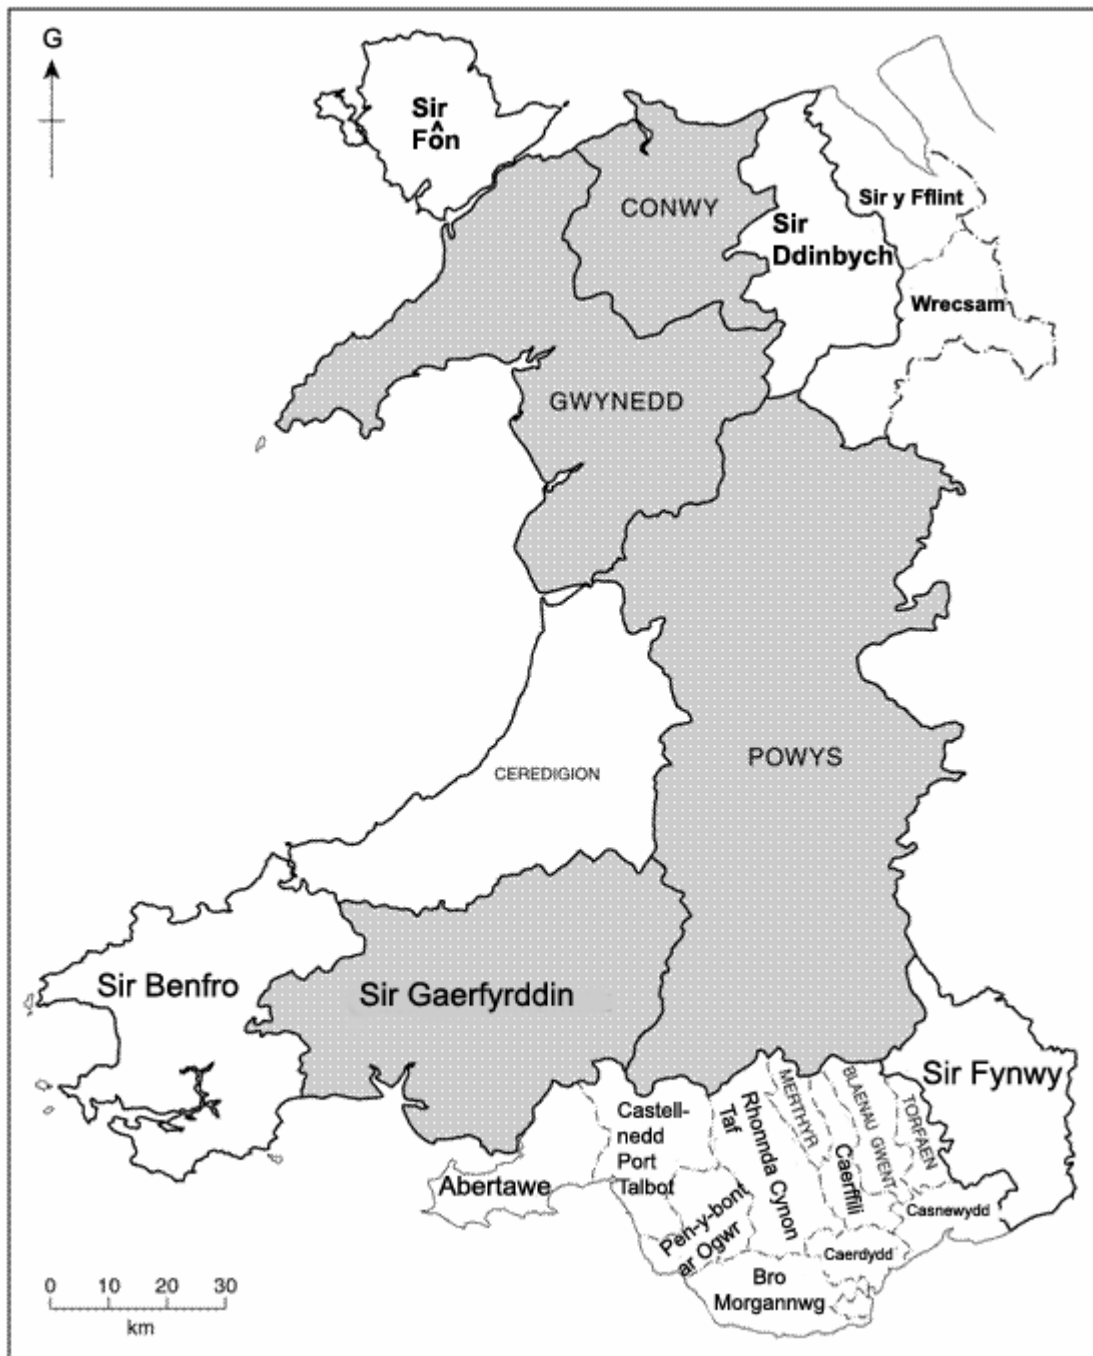 G
Sir
Fôn
CONWY
Sir y Fflint
Sir
Ddinbych
Wrecsam
GWYNEDD
POWYS
CEREDIGION
Sir Benfro
Sir Gaerfyrddin
Sir Fynwy
Castell-
nedd
Port
Talbot
Abertawe
Pen-y-bont
ar Ogwr
Rhonnda Cynon
Taf
MERTHYR
Caerffili
BLAENAU GWENT
TORFAEN
Casnewydd
Caerdydd
Bro
Morgannwg
0 10 20 30
km